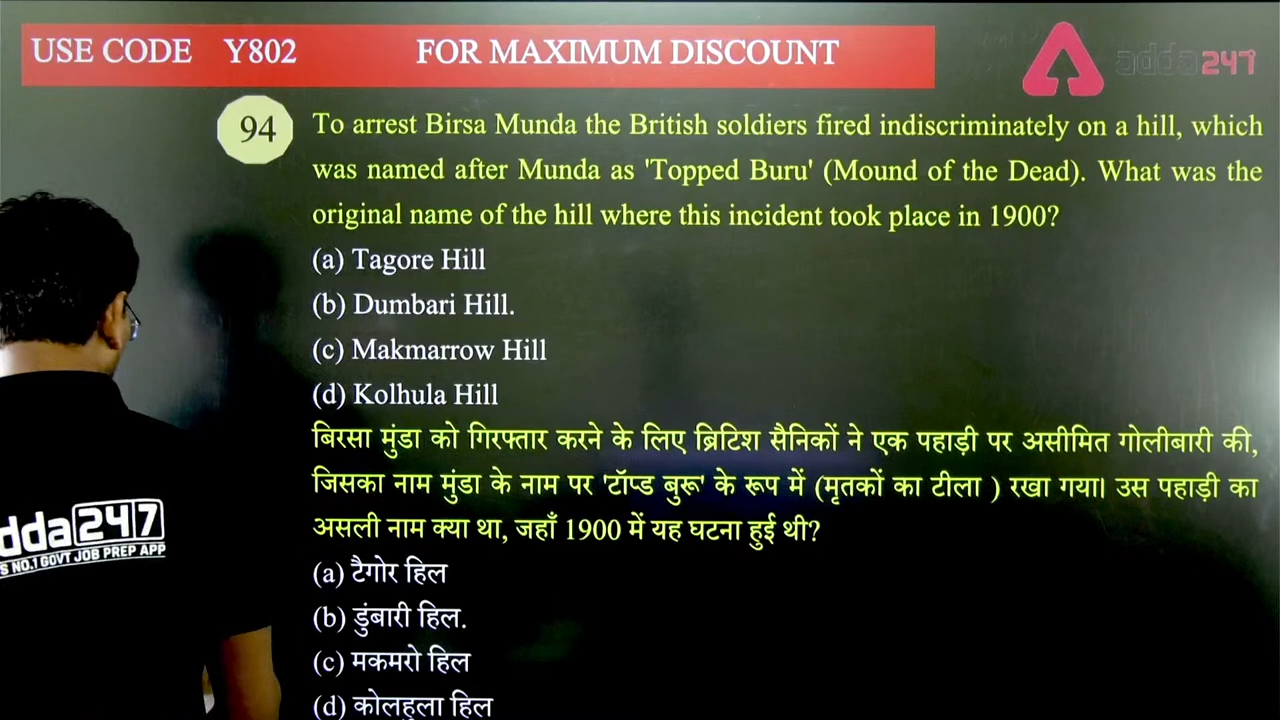 USE CODE Y802 FOR MAXIMUM DISCOUNT
adda247
94
To arrest Birsa Munda the British soldiers fired indiscriminately on a hill, which
was named after Munda as 'Topped Buru' (Mound of the Dead). What was the
original name of the hill where this incident took place in 1900?
(a) Tagore Hill
(b) Dumbari Hill.
(c) Makmarrow Hill
(d) Kolhula Hill
बिरसा मुंडा को गिरफ्तार करने के लिए ब्रिटिश सैनिकों ने एक पहाड़ी पर असीमित गोलीबारी की,
जिसका नाम मुंडा के नाम पर 'टॉप्ड बुरू' के रूप में (मृतकों का टीला ) रखा गया। उस पहाड़ी का
असली नाम क्या था, जहाँ 1900 में यह घटना हुई थी?
(a) टैगोर हिल
(b) डुंबारी हिल.
(c) मकमरो हिल
(d) कोलहुला हिल
dda247
S NO.1 GOVT JOB PREP APP